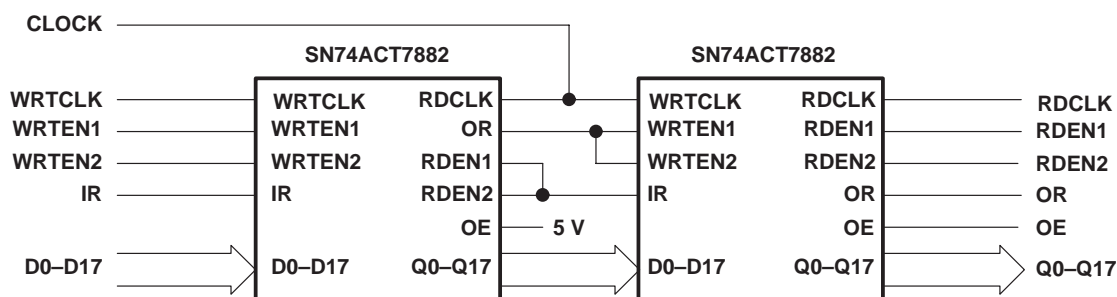 CLOCK
SN74ACT7882 SN74ACT7882
WRTCLK WRTCLK RDCLK WRTCLK RDCLK RDCLK
WRTEN1 WRTEN1 OR WRTEN1 RDEN1 RDEN1
WRTEN2 WRTEN2 RDEN1 WRTEN2 RDEN2 RDEN2
IR IR RDEN2 IR OR OR
OE 5 V OE OE
D0–D17 D0–D17 Q0–Q17 D0–D17 Q0–Q17 Q0–Q17